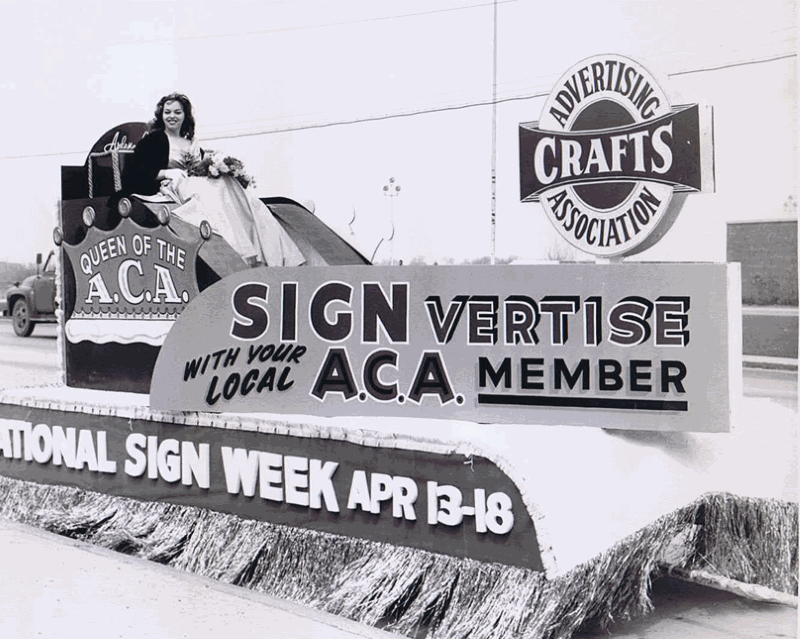 ADVERTISING
CRAFTS
ASSOCIATION
QUEEN OF THE
A.C.A.
SIGN VERTISE
WITH YOUR
LOCAL A.C.A. MEMBER
ATIONAL SIGN WEEK APR 13-18